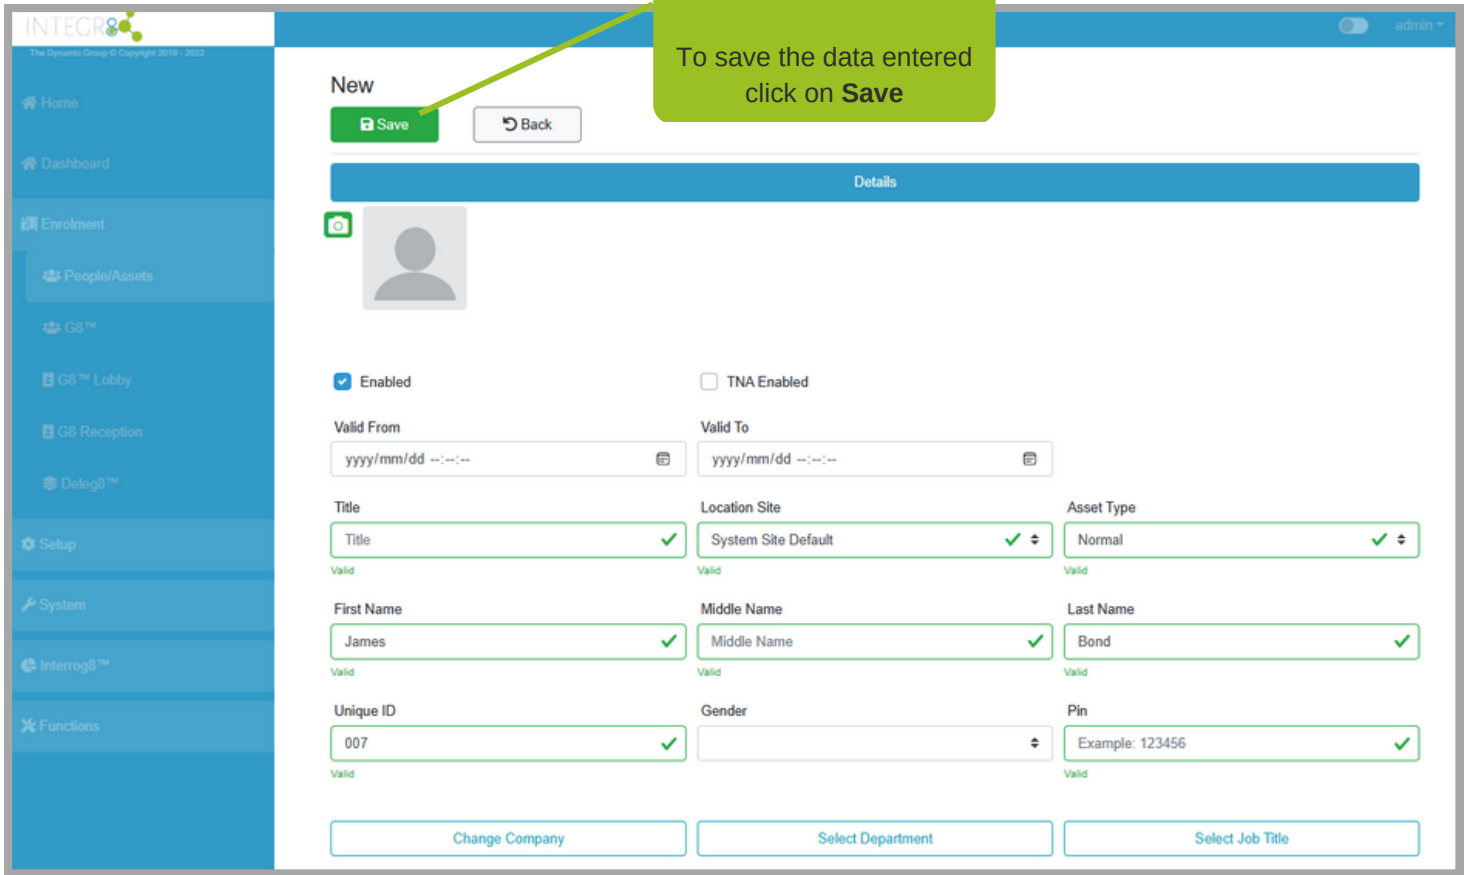 INTEGR8
The Dynamic Group © Copyright 2019 - 2022
admin
To save the data entered
click on Save
Home
Dashboard
Enrolment
People/Assets
G8™
G8™ Lobby
G8 Reception
Deleg8™
Setup
System
Interrog8™
Functions
New
Save Back
Details
Enabled TNA Enabled
Valid From Valid To
yyyy/mm/dd --:--:-- yyyy/mm/dd --:--:--
Title Location Site Asset Type
Title System Site Default Normal
Valid Valid Valid
First Name Middle Name Last Name
James Middle Name Bond
Valid Valid Valid
Unique ID Gender Pin
007 Example: 123456
Valid Valid
Change Company Select Department Select Job Title